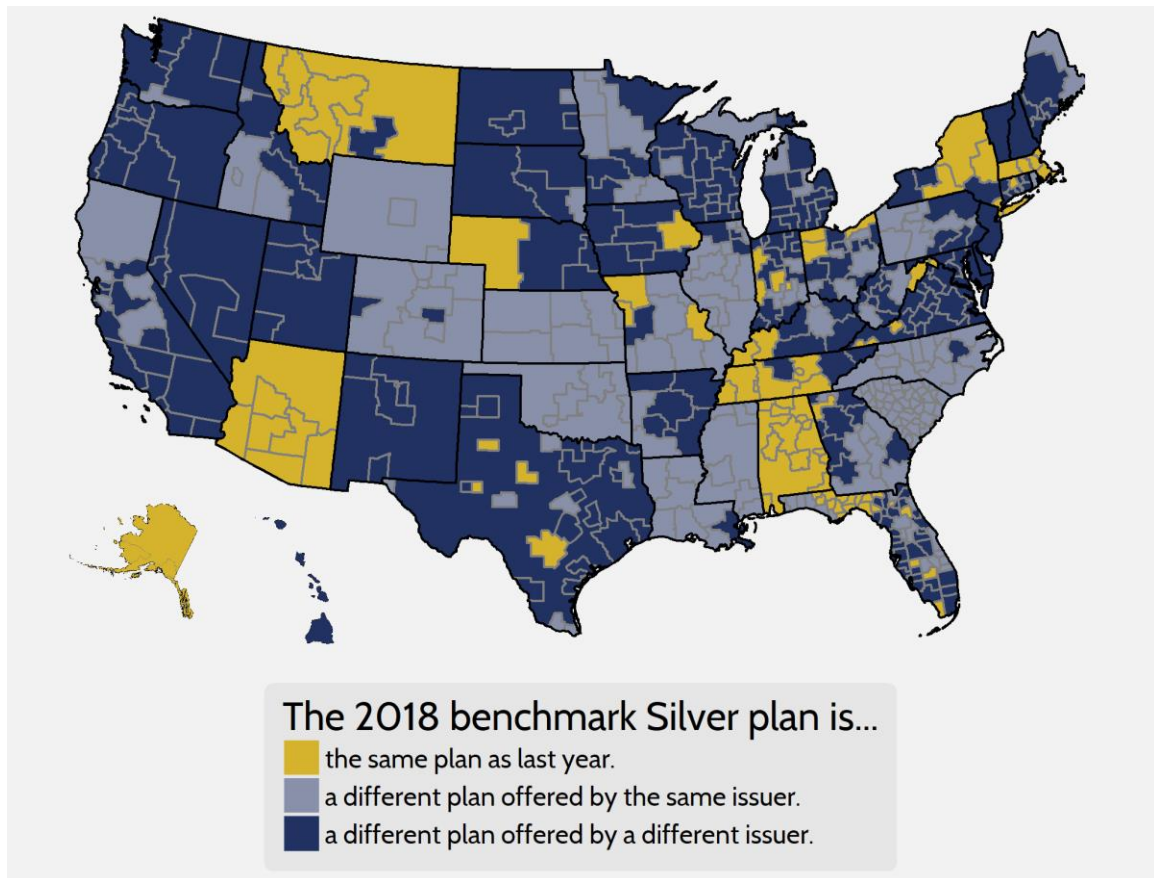 The 2018 benchmark Silver plan is...
the same plan as last year.
a different plan offered by the same issuer.
a different plan offered by a different issuer.